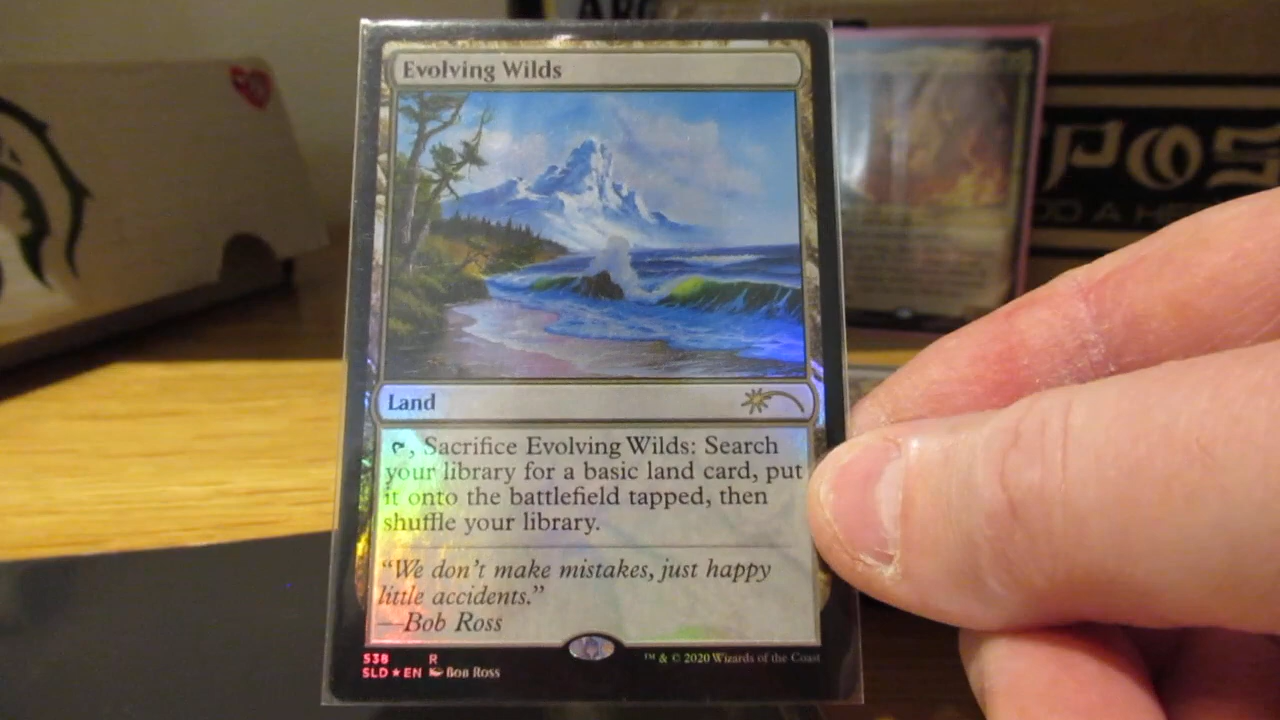 ARC
Evolving Wilds
POS
Land
, Sacrifice Evolving Wilds: Search
your library for a basic land card, put
it onto the battlefield tapped, then
shuffle your library.
“We don’t make mistakes, just happy
little accidents.”
—Bob Ross
538 R
SLD ★ EN Bob Ross
™ & © 2020 Wizards of the Coast